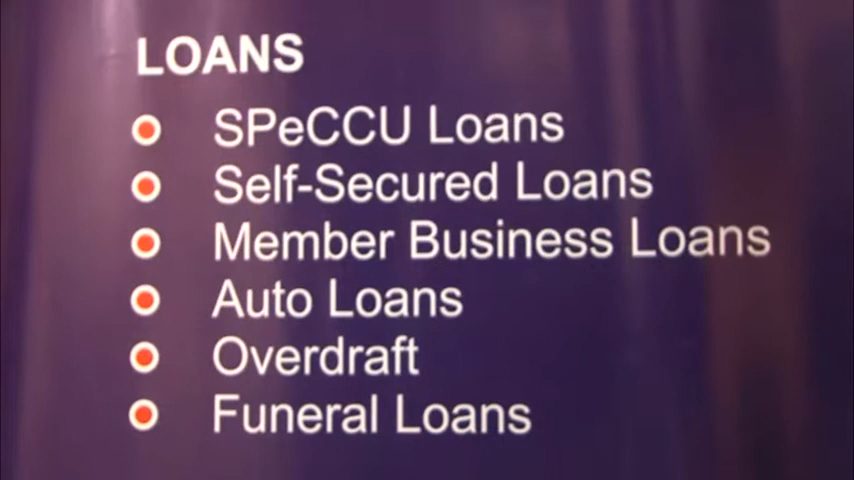 LOANS
SPeCCU Loans
Self-Secured Loans
Member Business Loans
Auto Loans
Overdraft
Funeral Loans